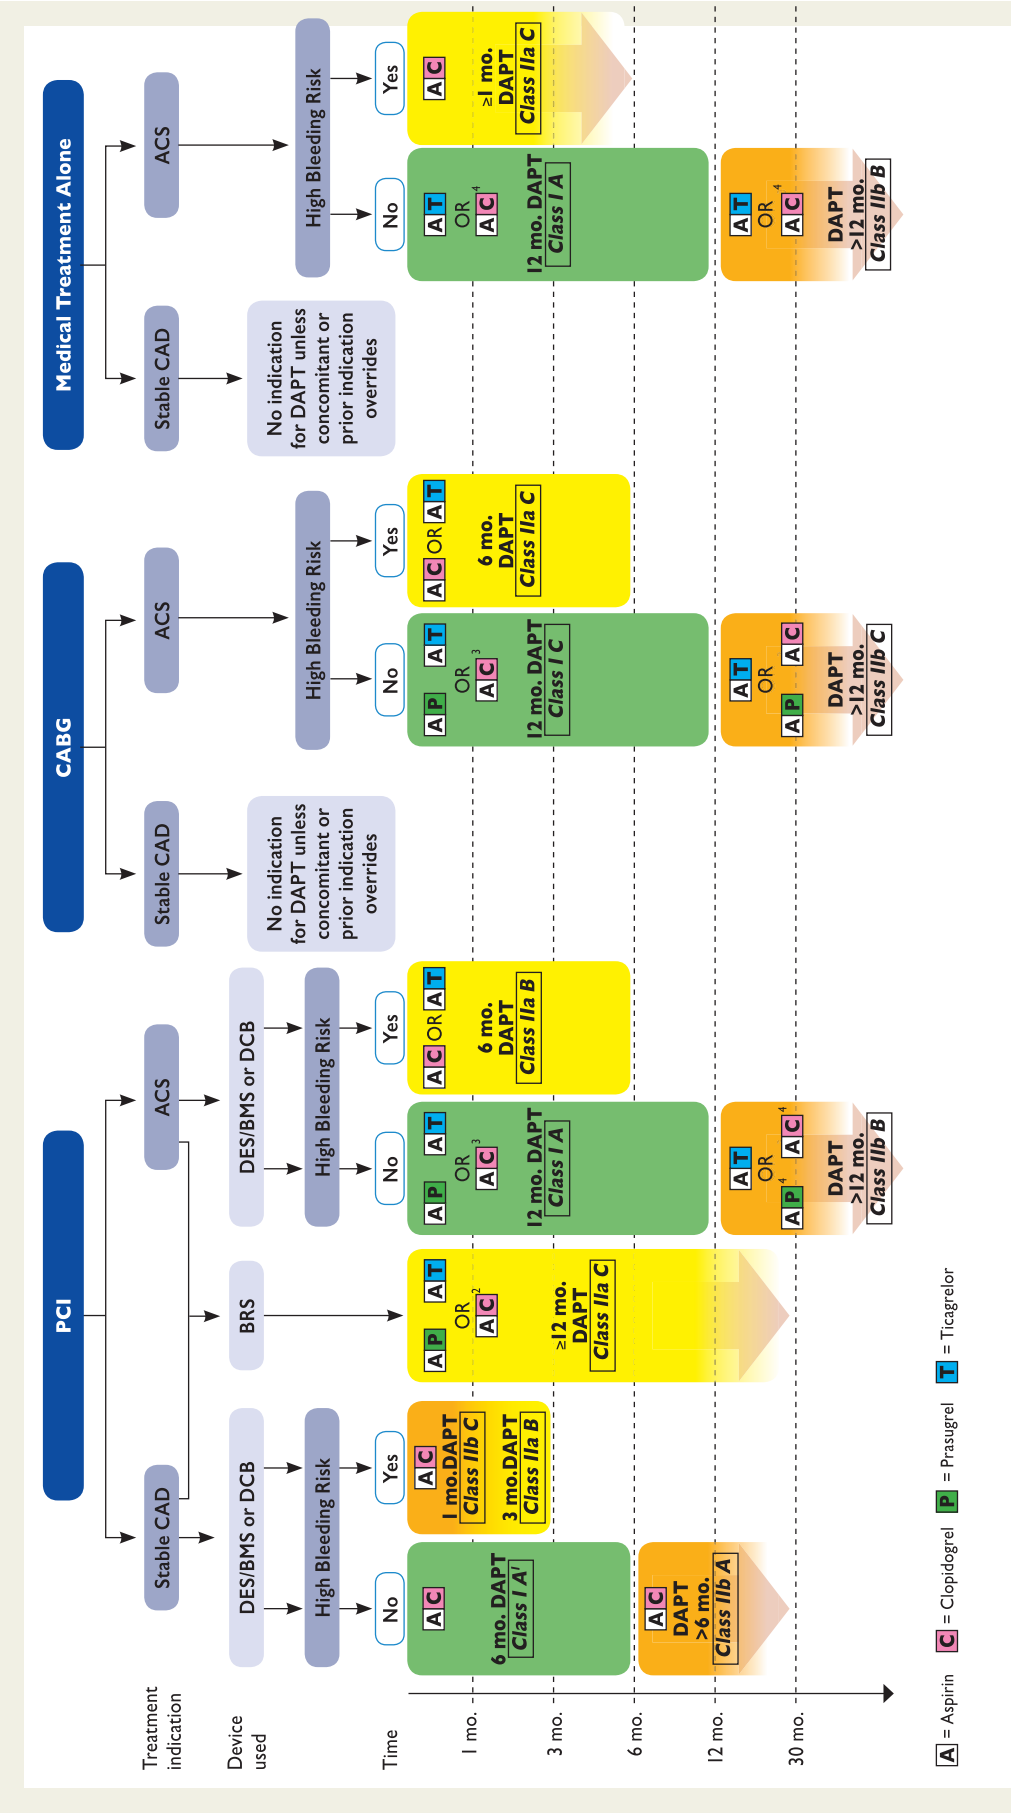 PCI
CABG
Medical Treatment Alone
Treatment
indication
Stable CAD
ACS
Stable CAD
ACS
Stable CAD
ACS
Device
used
DES/BMS or DCB
BRS
DES/BMS or DCB
No indication
for DAPT unless
concomitant or
prior indication
overrides
No indication
for DAPT unless
concomitant or
prior indication
overrides
High Bleeding Risk
High Bleeding Risk
High Bleeding Risk
High Bleeding Risk
Time
No
Yes
No
Yes
No
Yes
No
Yes
1 mo.
3 mo.
6 mo.
12 mo.
30 mo.
A C
6 mo. DAPT
Class I A1
A C
DAPT
>6 mo.
Class IIb A
A C
1 mo.DAPT
Class IIb C
3 mo.DAPT
Class IIa B
A P A T
OR
A C 2
≥12 mo.
DAPT
Class IIa C
A P A T
OR
A C 3
12 mo. DAPT
Class I A
A T
OR
A P 4 A C 4
DAPT
>12 mo.
Class IIb B
A C OR A T
6 mo.
DAPT
Class IIa B
A P A T
OR
A C 3
12 mo. DAPT
Class I C
A T
OR
A P A C
DAPT
>12 mo.
Class IIb C
A C OR A T
6 mo.
DAPT
Class IIa C
A T
OR
A C 4
12 mo. DAPT
Class I A
A T
OR
A C 4
DAPT
>12 mo.
Class IIb B
A C
≥1 mo.
DAPT
Class IIa C
A = Aspirin C = Clopidogrel P = Prasugrel T = Ticagrelor